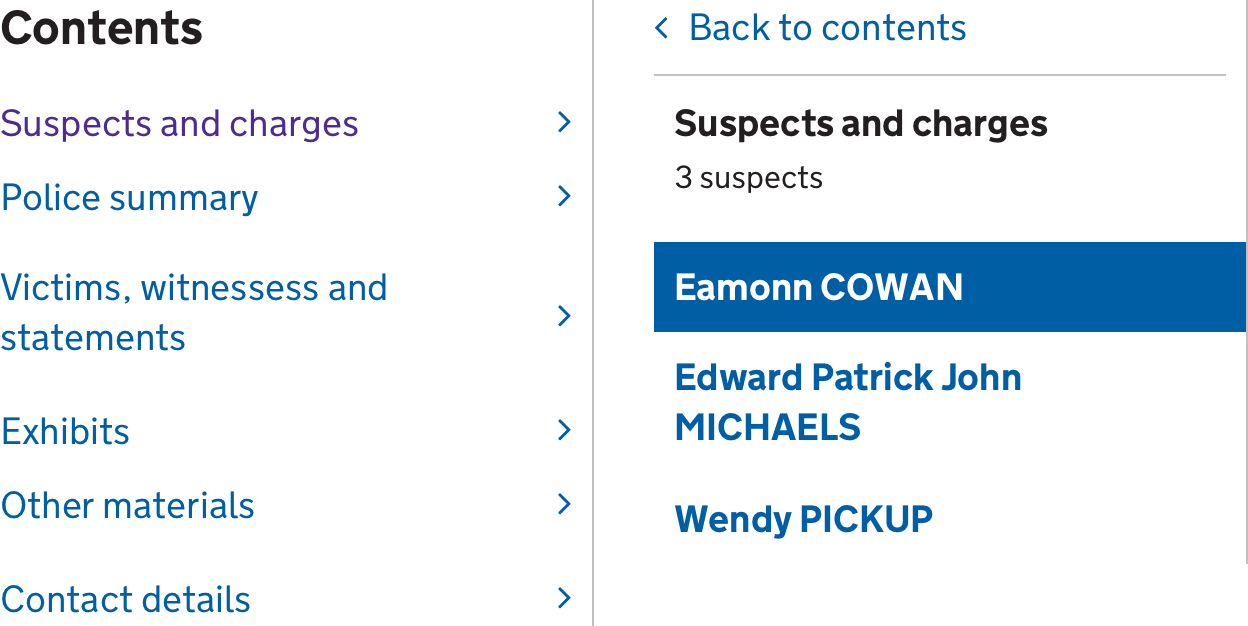 Contents
Suspects and charges
Police summary
Victims, witnessess and
statements
Exhibits
Other materials
Contact details
Back to contents
Suspects and charges
3 suspects
Eamonn COWAN
Edward Patrick John
MICHAELS
Wendy PICKUP